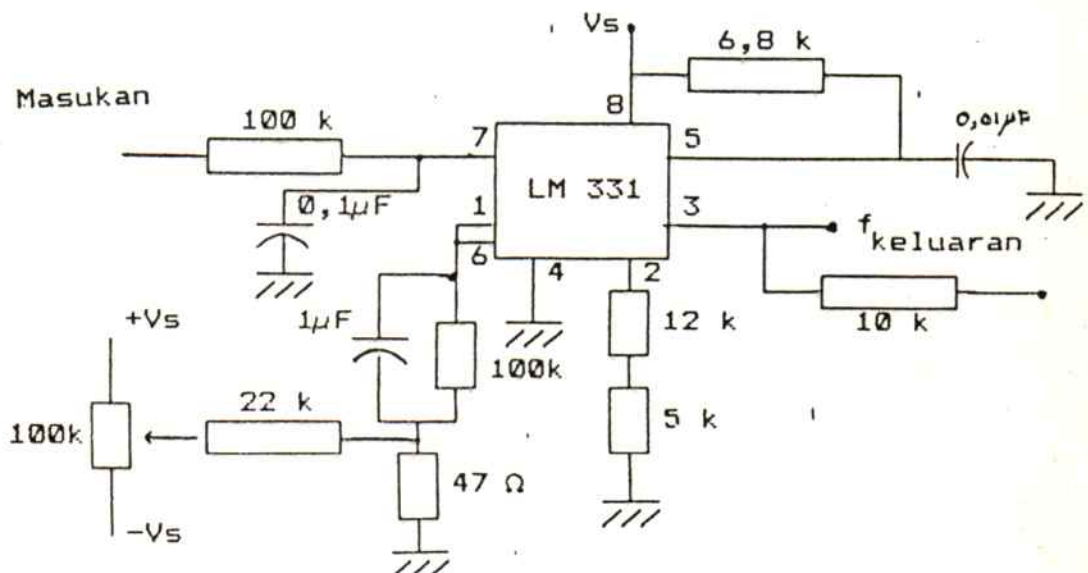 Vs
6,8 k
Masukan
100 k
8
0,01µF
7
5
LM 331
0,1µF
1
3
f keluaran
6
4
2
1µF
12 k
10 k
+Vs
100k
22 k
5 k
100k
47 Ω
-Vs